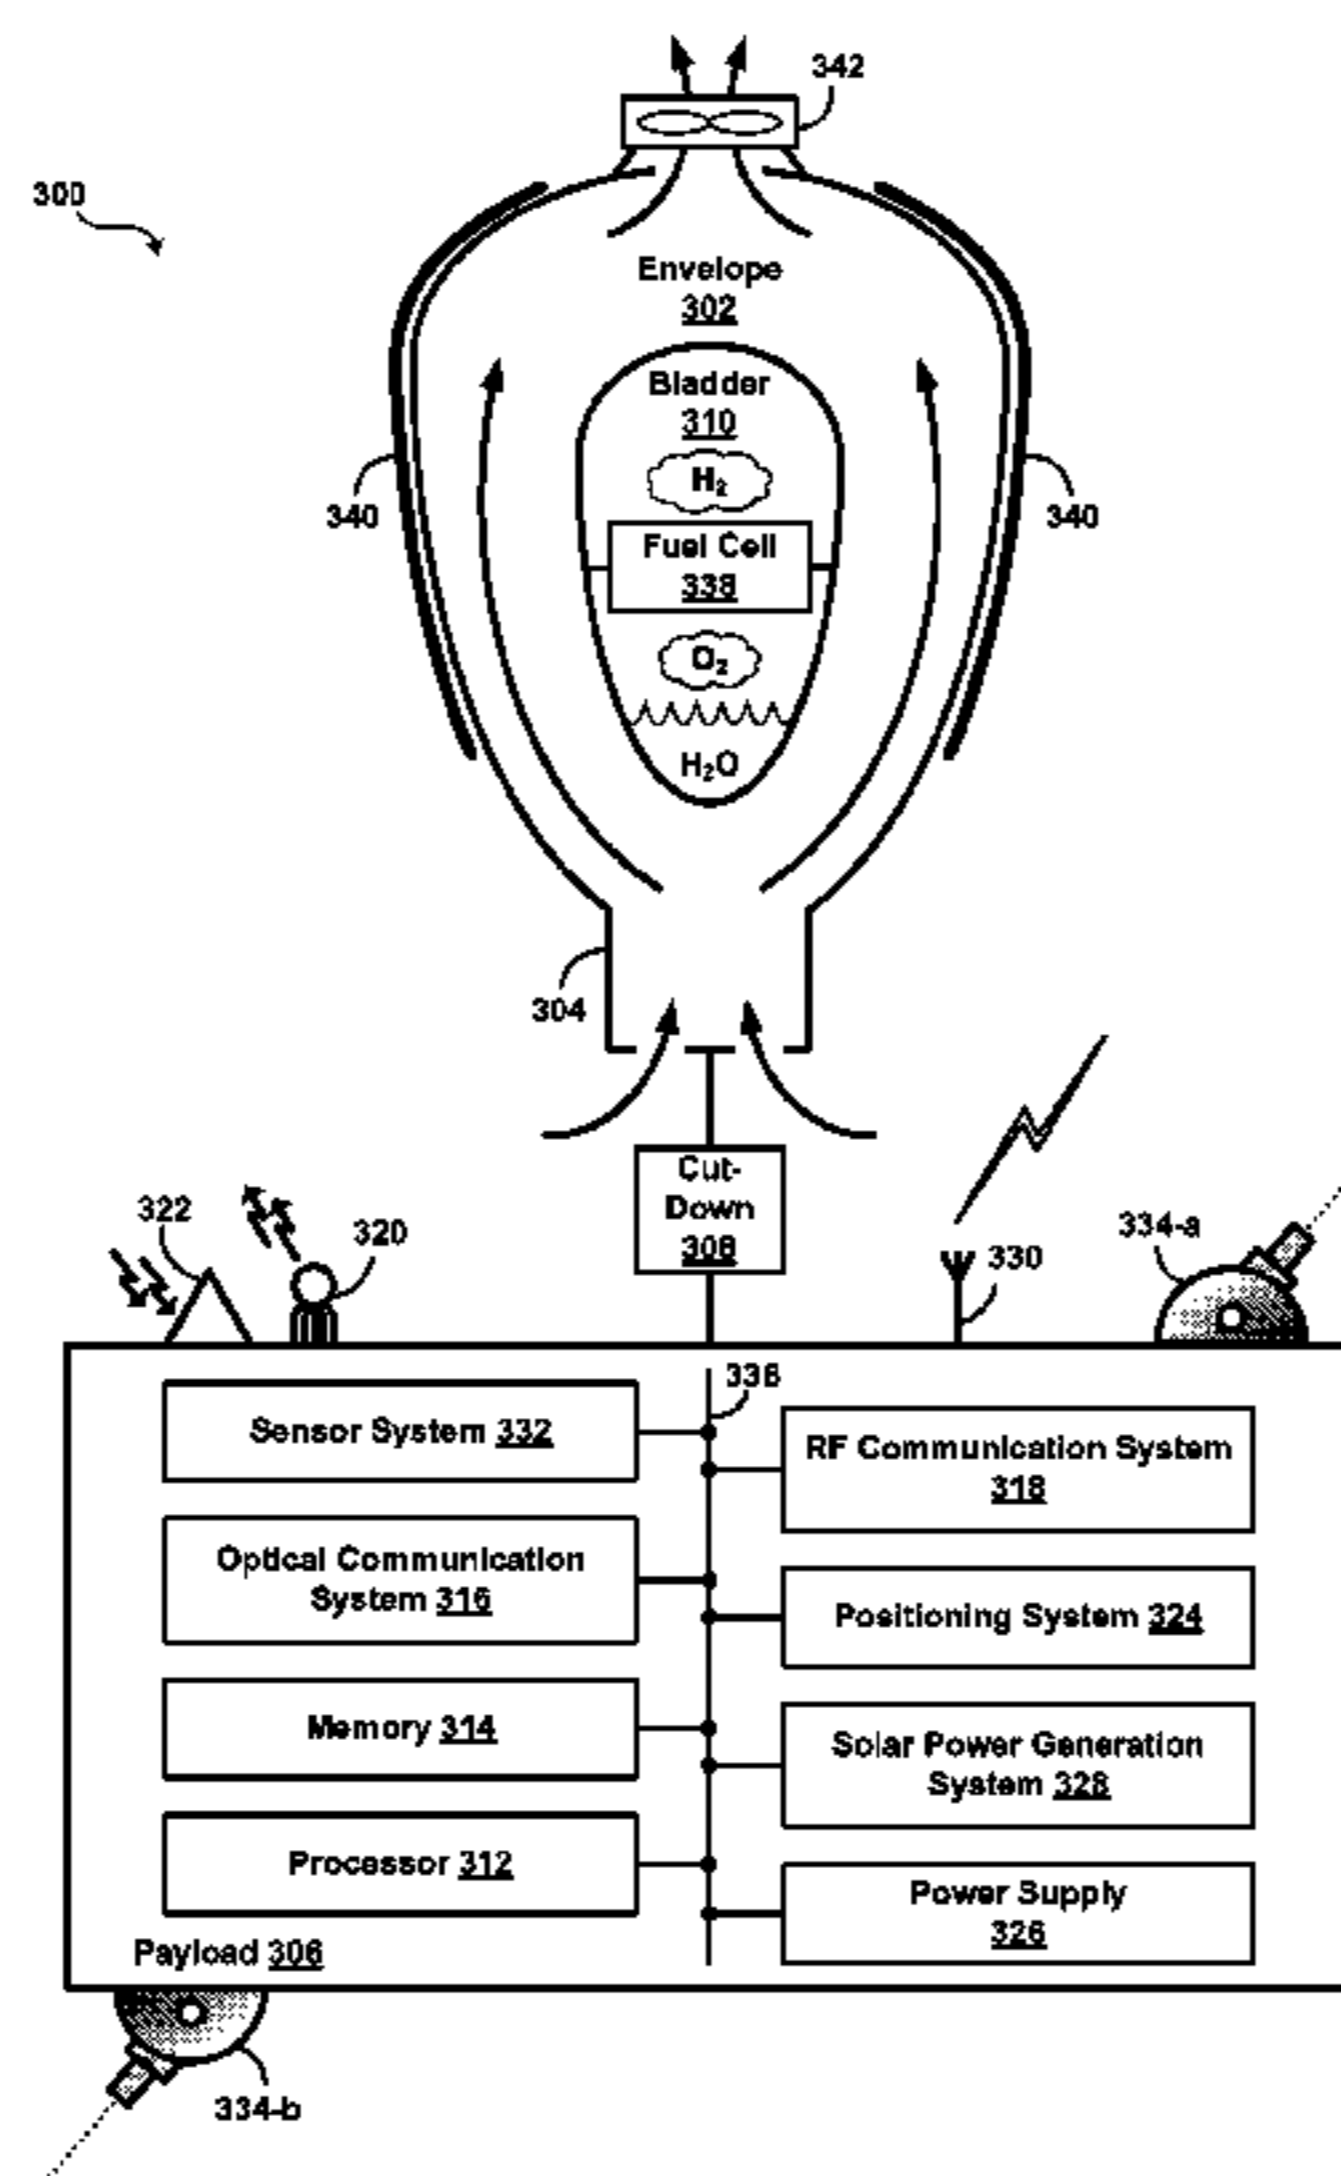 342
300
Envelope
302
Bladder
310
H₂
340
340
Fuel Cell
338
O₂
H₂O
304
Cut-
Down
308
322
320
330
334-a
336
Sensor System 332
RF Communication System
318
Optical Communication
System 316
Positioning System 324
Memory 314
Solar Power Generation
System 328
Processor 312
Power Supply
326
Payload 306
334-b